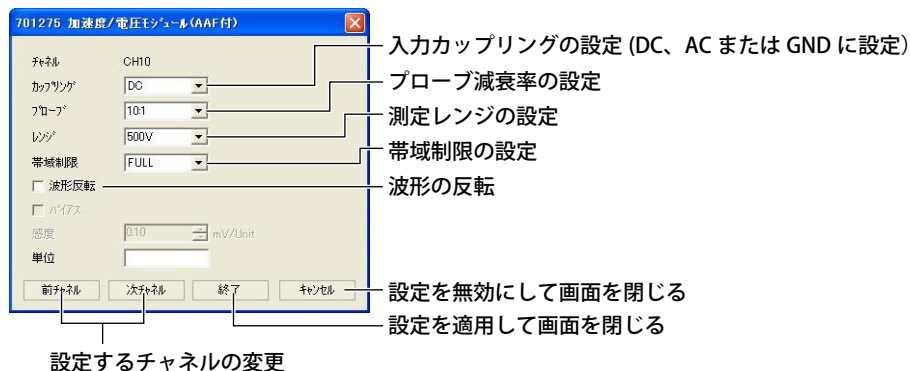 701275 加速度/電圧ﾓｼﾞｭｰﾙ(AAF付)
ﾁｬﾈﾙ CH10
ｶｯﾌﾟﾘﾝｸﾞ DC
ﾌﾟﾛｰﾌﾞ 10:1
ﾚﾝｼﾞ 500V
帯域制限 FULL
波形反転
ﾊﾞｲｱｽ
感度 0.10 mV/Unit
単位
前ﾁｬﾈﾙ 次ﾁｬﾈﾙ 終了 ｷｬﾝｾﾙ
入力カップリングの設定 (DC、AC または GND に設定)
プローブ減衰率の設定
測定レンジの設定
帯域制限の設定
波形の反転
設定を無効にして画面を閉じる
設定を適用して画面を閉じる
設定するチャネルの変更